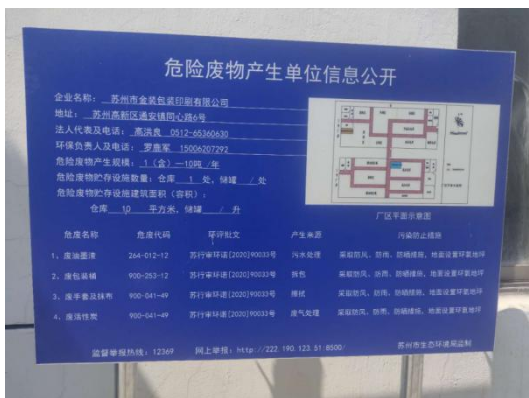 危险废物产生单位信息公开
企业名称：苏州市金装包装印刷有限公司
地址：苏州高新区通安镇同心路6号
法人代表及电话：高洪良 0512-65360630
环保负责人及电话：罗鹿军 15006207292
危险废物产生规模：1（含）—10吨/年
危险废物贮存设施数量：仓库 1 处，储罐 / 处
危险废物贮存设施建筑面积（容积）：
仓库 10 平方米，储罐 / 升
厂区平面示意图
危废名称 危废代码 环评批文 产生来源 污染防治措施
1、废油墨渣 264-012-12 苏行审环诺[2020]90033号 污水处理 采取防风、防雨、防晒措施、地面设置环氧地坪
2、废包装桶 900-253-12 苏行审环诺[2020]90033号 拆包 采取防风、防雨、防晒措施、地面设置环氧地坪
3、废手套及抹布 900-041-49 苏行审环诺[2020]90033号 擦拭 采取防风、防雨、防晒措施、地面设置环氧地坪
4、废活性炭 900-041-49 苏行审环诺[2020]90033号 废气处理 采取防风、防雨、防晒措施、地面设置环氧地坪
监督举报热线：12369 网上举报：http://222.190.123.51:8500/ 苏州市生态环境局监制